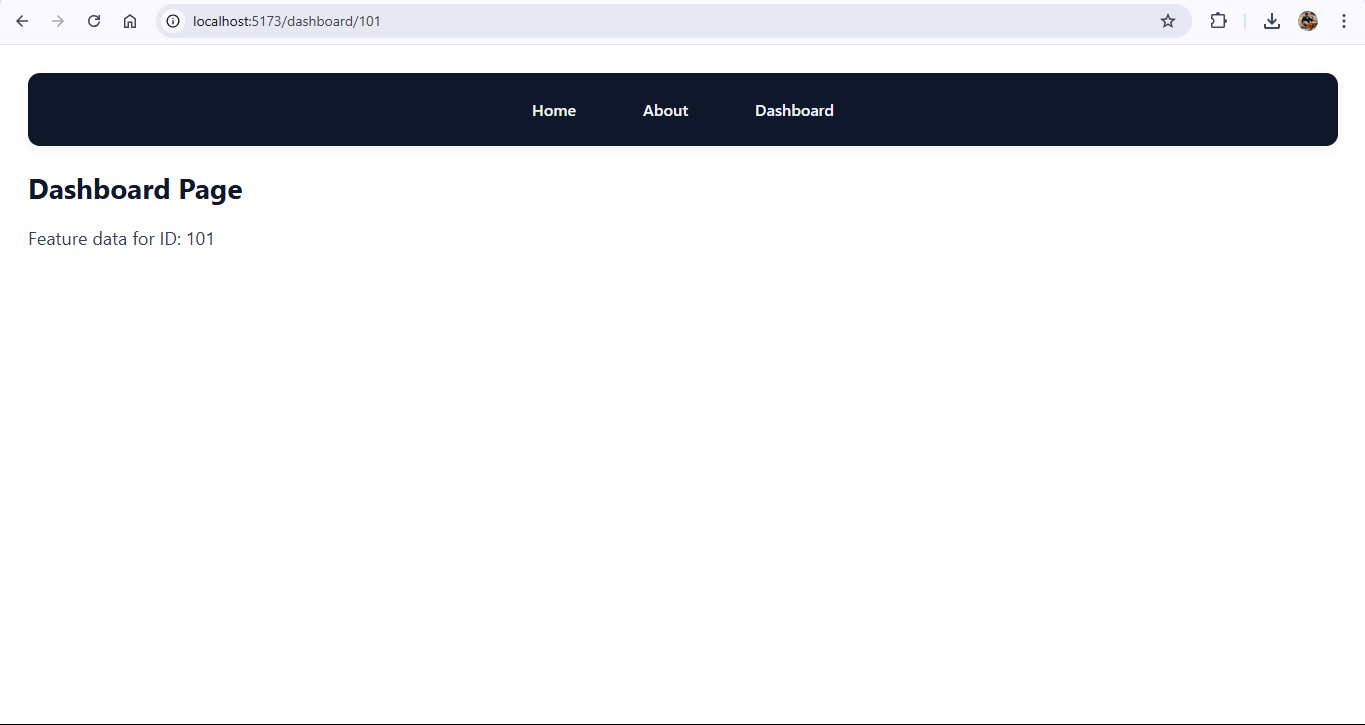 localhost:5173/dashboard/101
Home About Dashboard
Dashboard Page
Feature data for ID: 101